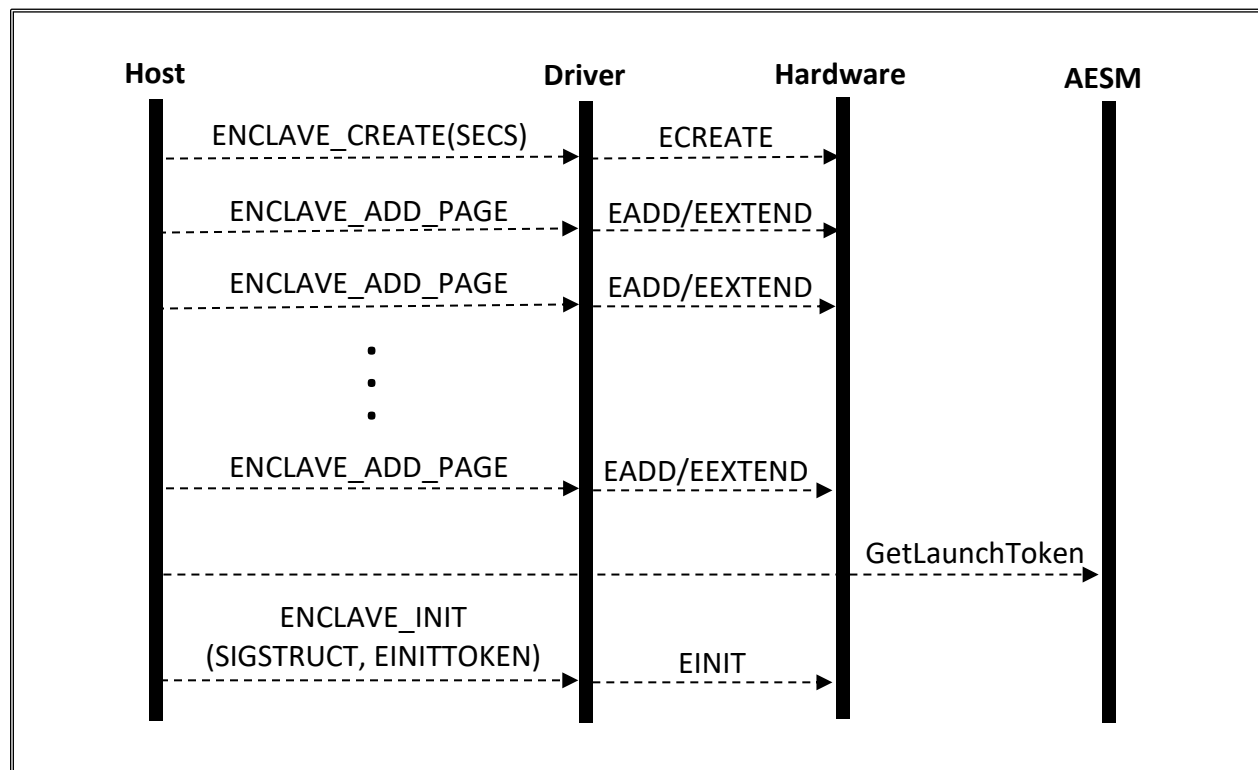 Host Driver Hardware AESM
ENCLAVE_CREATE(SECS) ECREATE
ENCLAVE_ADD_PAGE EADD/EEXTEND
ENCLAVE_ADD_PAGE EADD/EEXTEND
ENCLAVE_ADD_PAGE EADD/EEXTEND
GetLaunchToken
ENCLAVE_INIT
(SIGSTRUCT, EINITTOKEN) EINIT